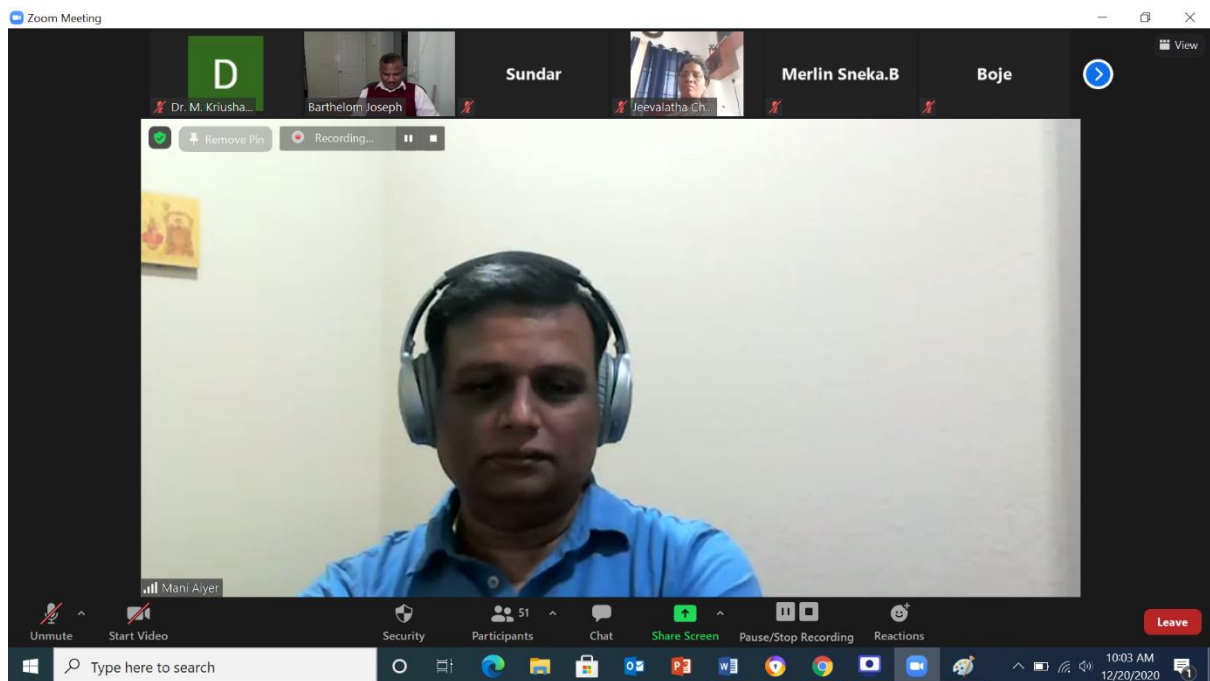 Zoom Meeting
View
D
Dr. M. Kriusha...
Barthelom Joseph
Sundar
Jeevalatha Ch...
Merlin Sneka.B
Boje
Remove Pin
Recording...
Mani Aiyer
Unmute
Start Video
Security
51
Participants
Chat
Share Screen
Pause/Stop Recording
Reactions
Leave
Type here to search
10:03 AM
12/20/2020
1